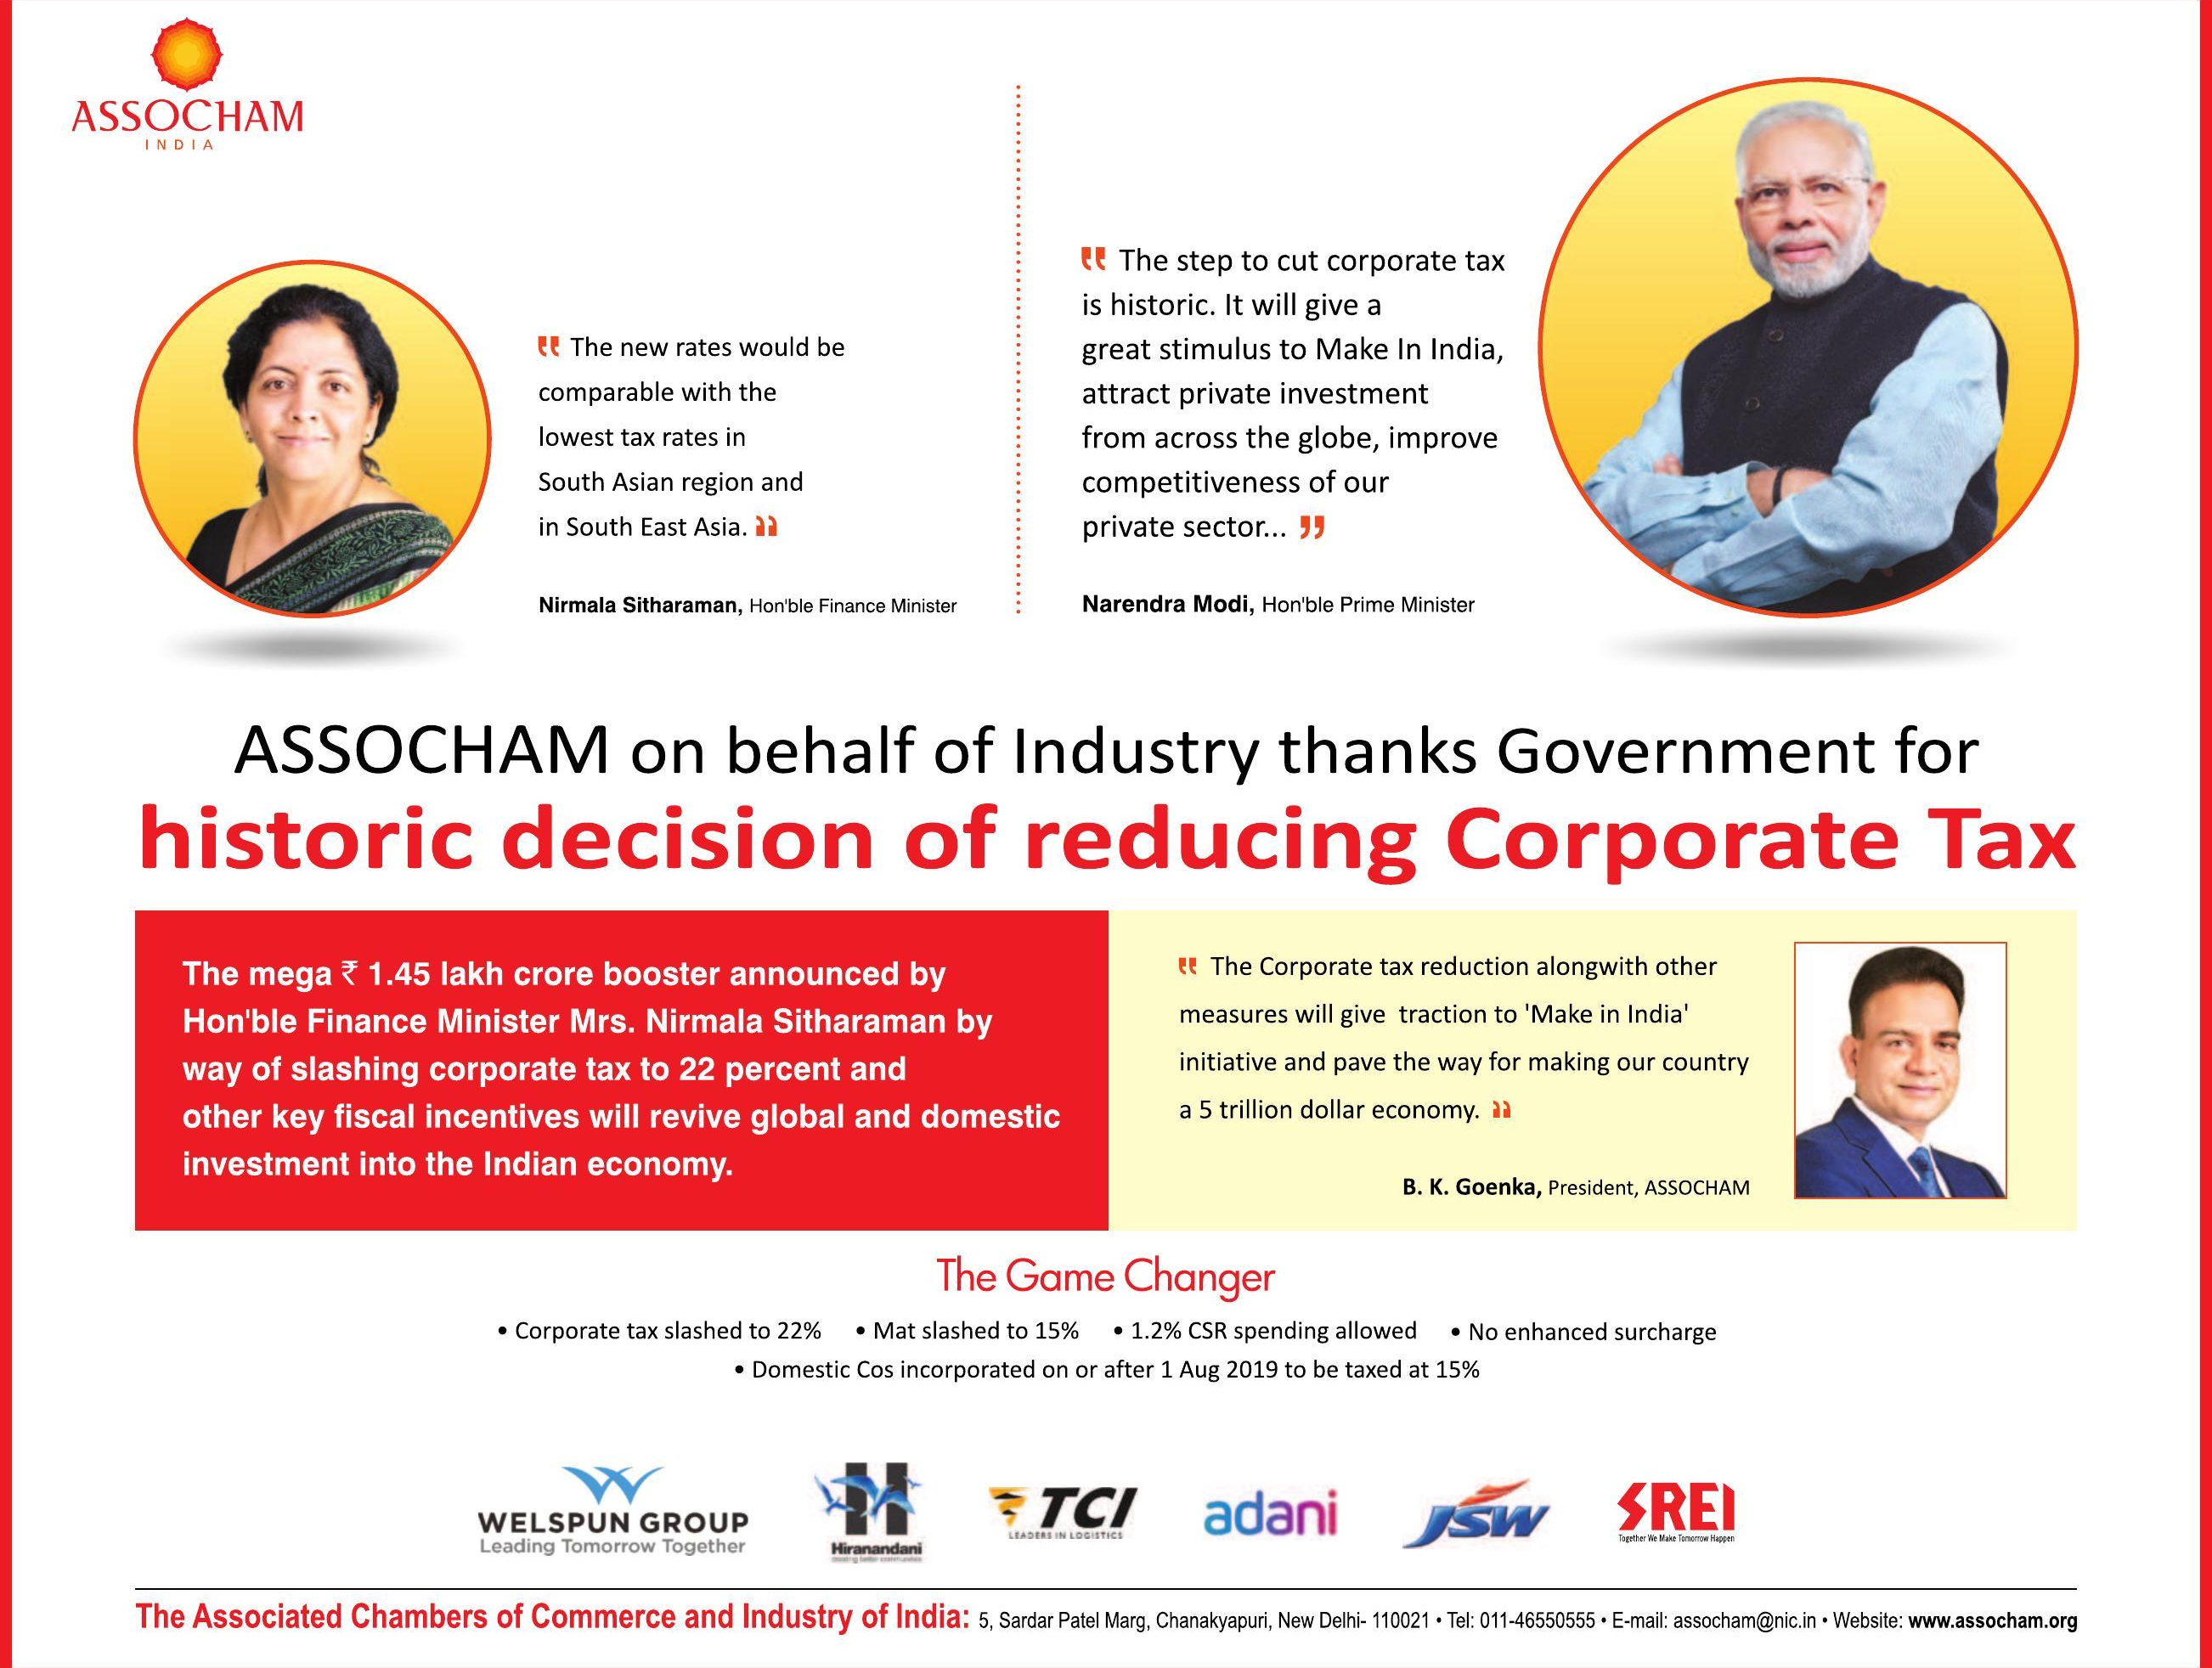 ASSOCHAM
INDIA
" The new rates would be
comparable with the
lowest tax rates in
South Asian region and
in South East Asia. "
Nirmala Sitharaman, Hon'ble Finance Minister
" The step to cut corporate tax
is historic. It will give a
great stimulus to Make In India,
attract private investment
from across the globe, improve
competitiveness of our
private sector... "
Narendra Modi, Hon'ble Prime Minister
ASSOCHAM on behalf of Industry thanks Government for
historic decision of reducing Corporate Tax
The mega ₹ 1.45 lakh crore booster announced by
Hon'ble Finance Minister Mrs. Nirmala Sitharaman by
way of slashing corporate tax to 22 percent and
other key fiscal incentives will revive global and domestic
investment into the Indian economy.
" The Corporate tax reduction alongwith other
measures will give traction to 'Make in India'
initiative and pave the way for making our country
a 5 trillion dollar economy. "
B. K. Goenka, President, ASSOCHAM
The Game Changer
• Corporate tax slashed to 22% • Mat slashed to 15% • 1.2% CSR spending allowed • No enhanced surcharge
• Domestic Cos incorporated on or after 1 Aug 2019 to be taxed at 15%
WELSPUN GROUP
Leading Tomorrow Together
Hiranandani
creating better communities
TCI
LEADERS IN LOGISTICS
adani
JSW
SREI
Together We Make Tomorrow Happen
The Associated Chambers of Commerce and Industry of India: 5, Sardar Patel Marg, Chanakyapuri, New Delhi- 110021 • Tel: 011-46550555 • E-mail: assocham@nic.in • Website: www.assocham.org